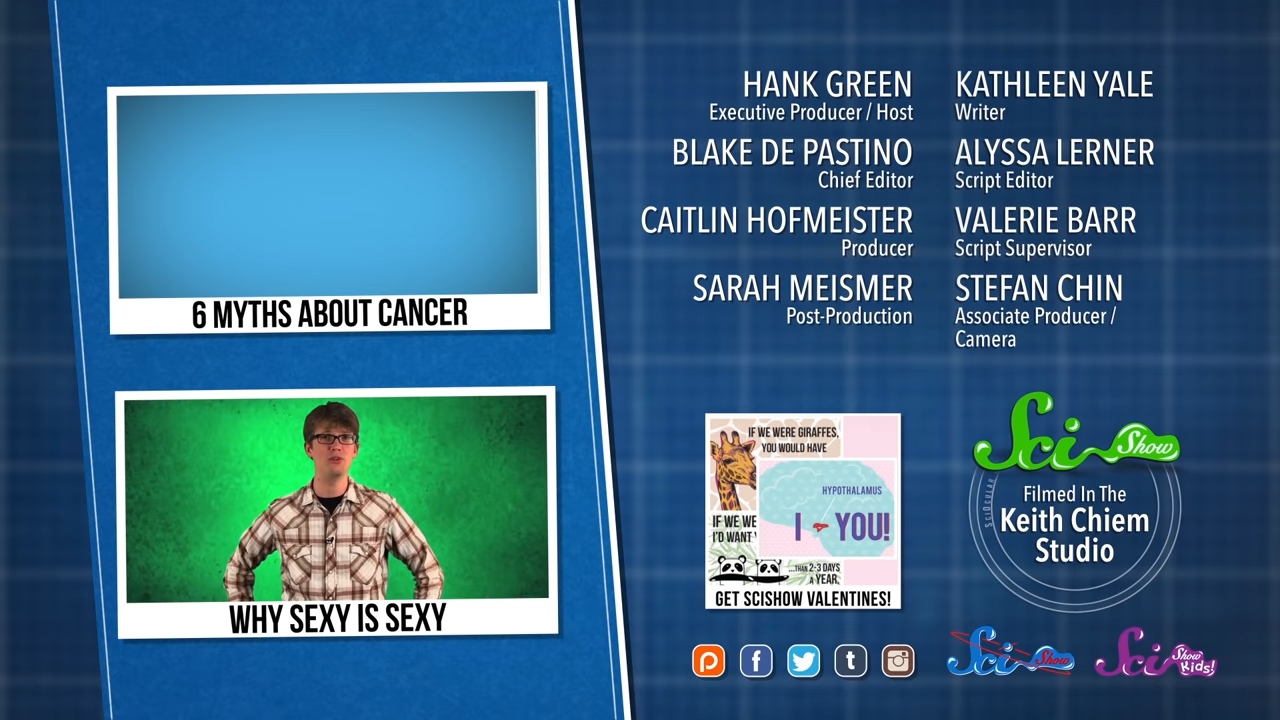 6 MYTHS ABOUT CANCER
WHY SEXY IS SEXY
HANK GREEN
Executive Producer / Host
BLAKE DE PASTINO
Chief Editor
CAITLIN HOFMEISTER
Producer
SARAH MEISMER
Post-Production
KATHLEEN YALE
Writer
ALYSSA LERNER
Script Editor
VALERIE BARR
Script Supervisor
STEFAN CHIN
Associate Producer /
Camera
IF WE WERE GIRAFFES,
YOU WOULD HAVE
HYPOTHALAMUS
I YOU!
IF WE WE
I'D WANT
...THAN 2-3 DAYS
A YEAR.
GET SCISHOW VALENTINES!
Sci Show
SciOcular
Filmed In The
Keith Chiem
Studio
f t
Sci Show
Sci Show
Kids!